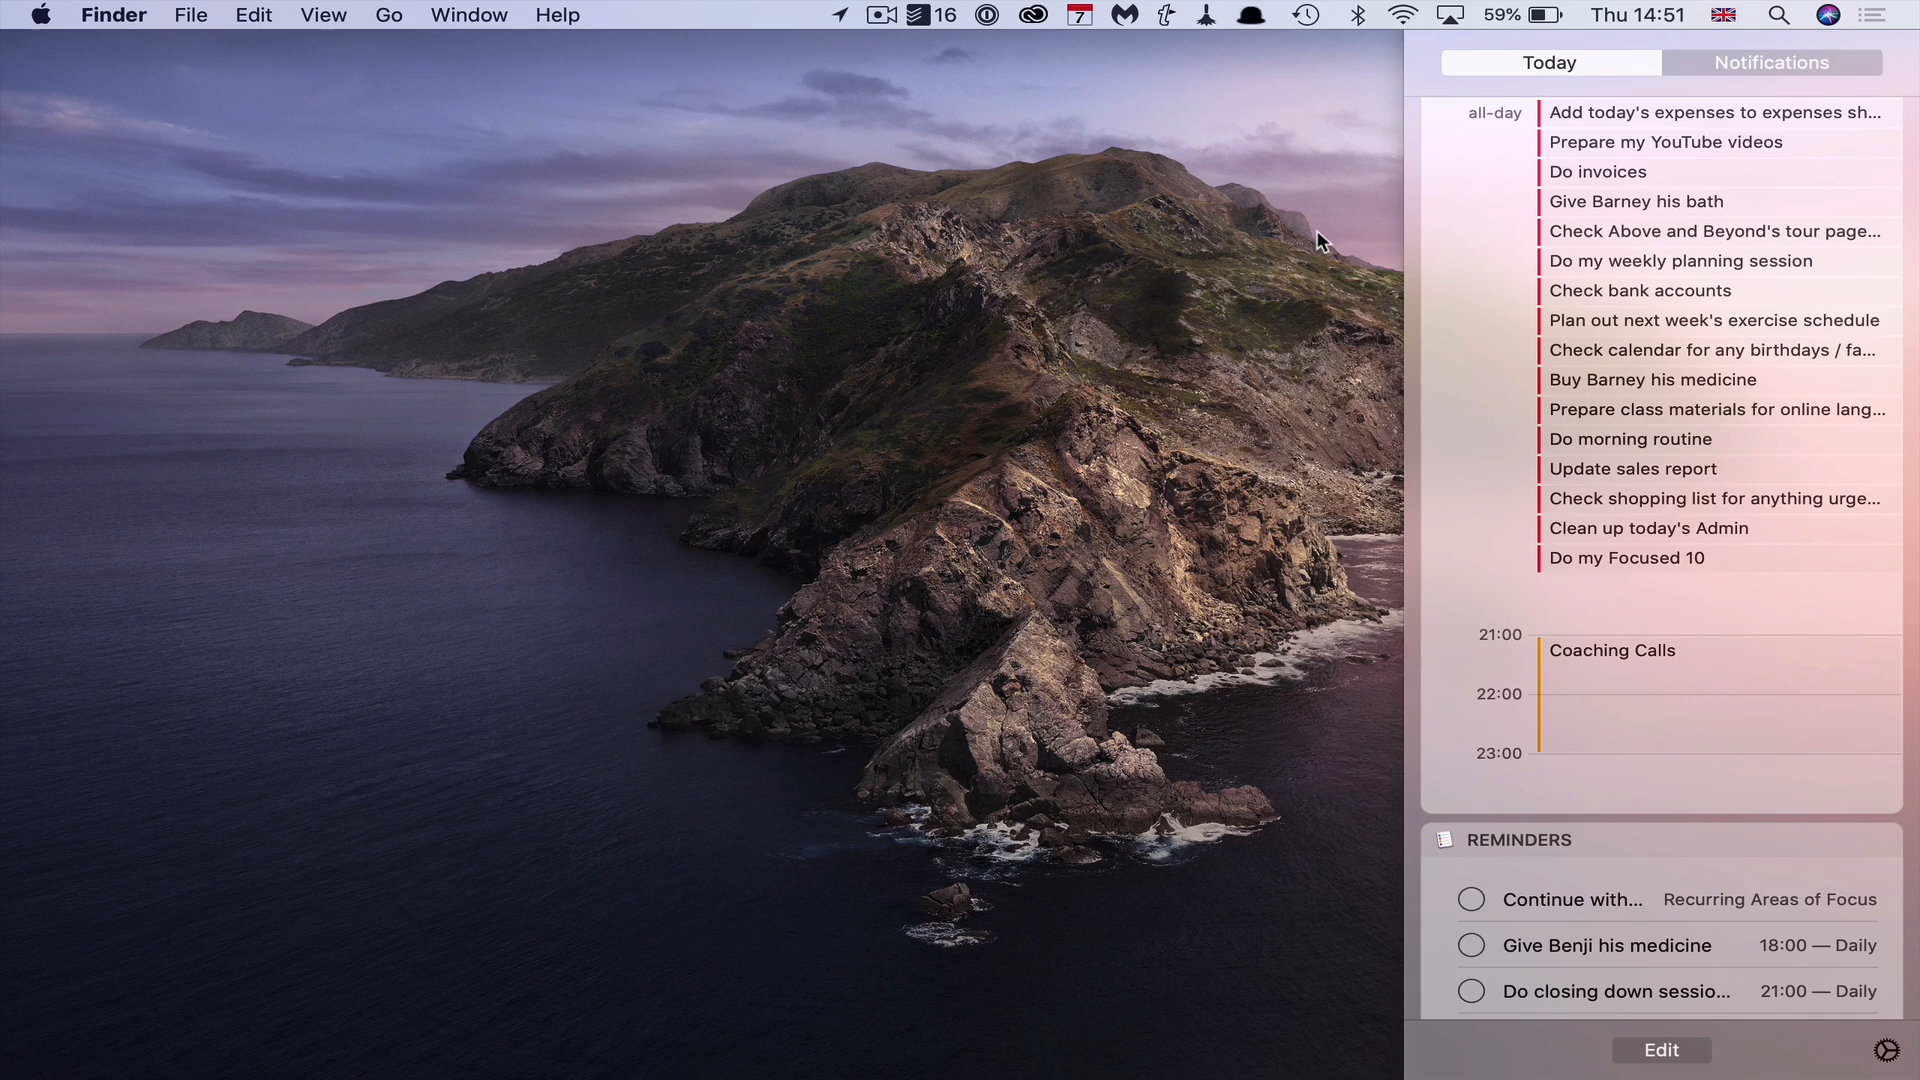 Finder File Edit View Go Window Help 16 7 59% Thu 14:51
Today Notifications
all-day Add today's expenses to expenses sh...
Prepare my YouTube videos
Do invoices
Give Barney his bath
Check Above and Beyond's tour page...
Do my weekly planning session
Check bank accounts
Plan out next week's exercise schedule
Check calendar for any birthdays / fa...
Buy Barney his medicine
Prepare class materials for online lang...
Do morning routine
Update sales report
Check shopping list for anything urge...
Clean up today's Admin
Do my Focused 10
21:00
Coaching Calls
22:00
23:00
REMINDERS
Continue with... Recurring Areas of Focus
Give Benji his medicine 18:00 — Daily
Do closing down sessio... 21:00 — Daily
Edit